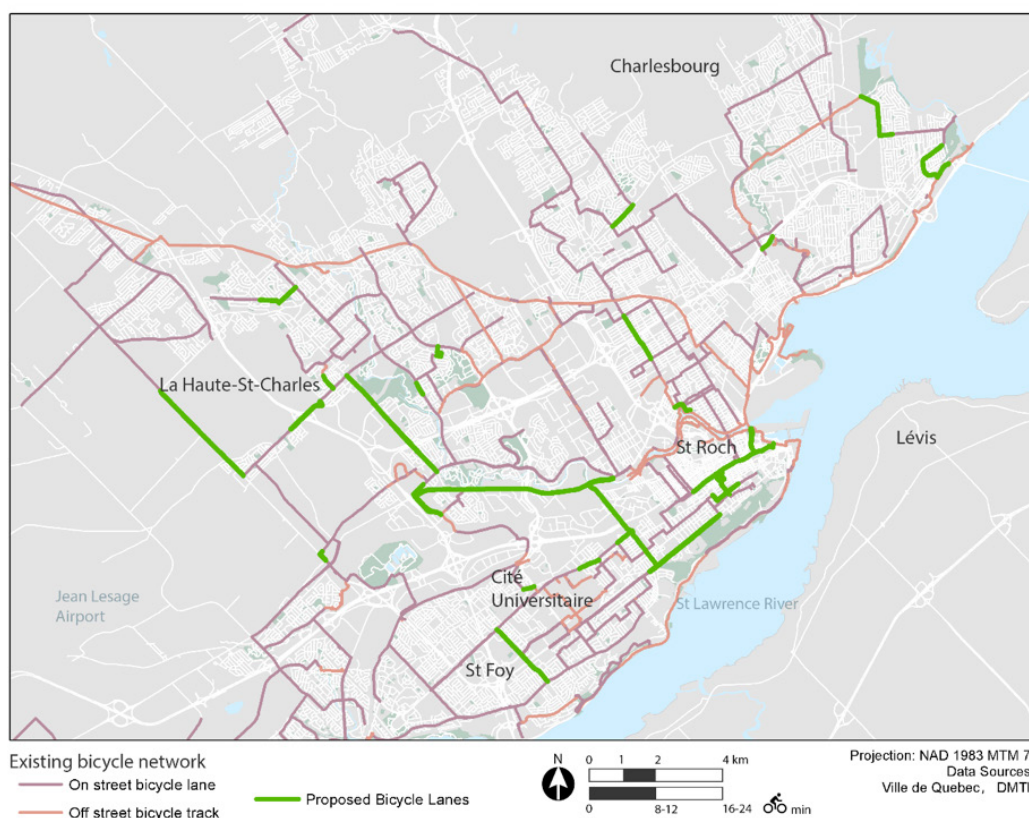 Charlesbourg
La Haute-St-Charles
St Roch
Lévis
Cité
Universitaire
Jean Lesage
Airport
St Lawrence River
St Foy
Existing bicycle network
On street bicycle lane
Off street bicycle track
Proposed Bicycle Lanes
N
0 1 2 4 km
0 8-12 16-24 min
Projection: NAD 1983 MTM 7
Data Sources
Ville de Quebec, DMTI